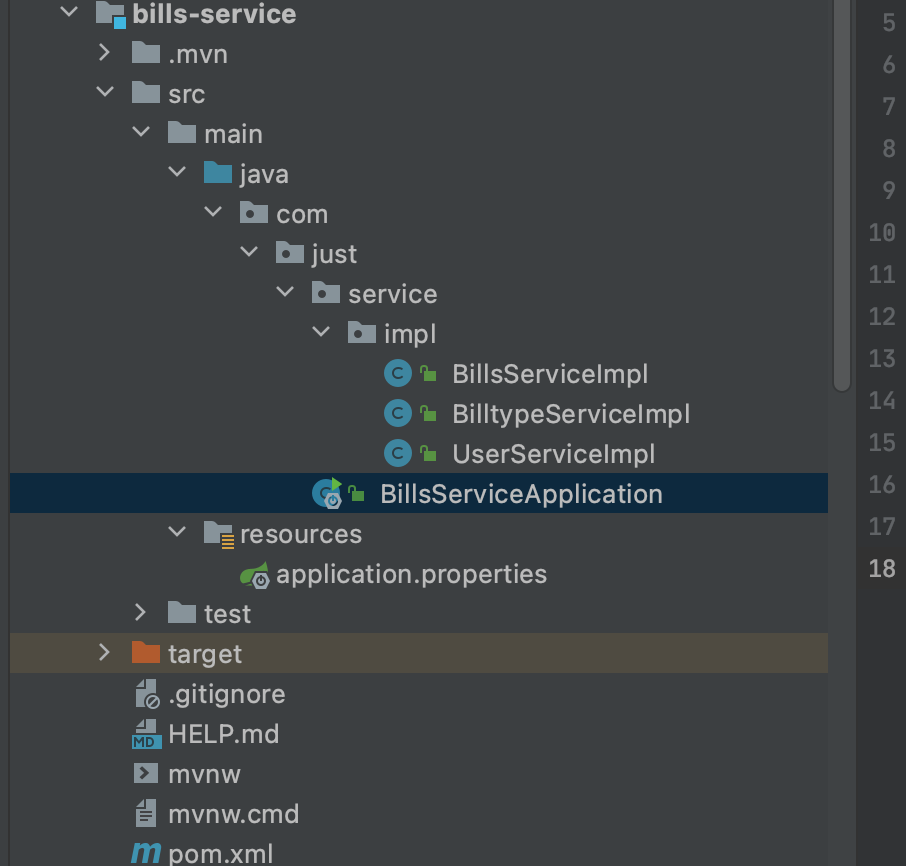 bills-service
.mvn
src
main
java
com
just
service
impl
C BillsServiceImpl
C BilltypeServiceImpl
C UserServiceImpl
BillsServiceApplication
resources
application.properties
test
target
.gitignore
MD HELP.md
mvnw
mvnw.cmd
m pom.xml
5
6
7
8
9
10
11
12
13
14
15
16
17
18